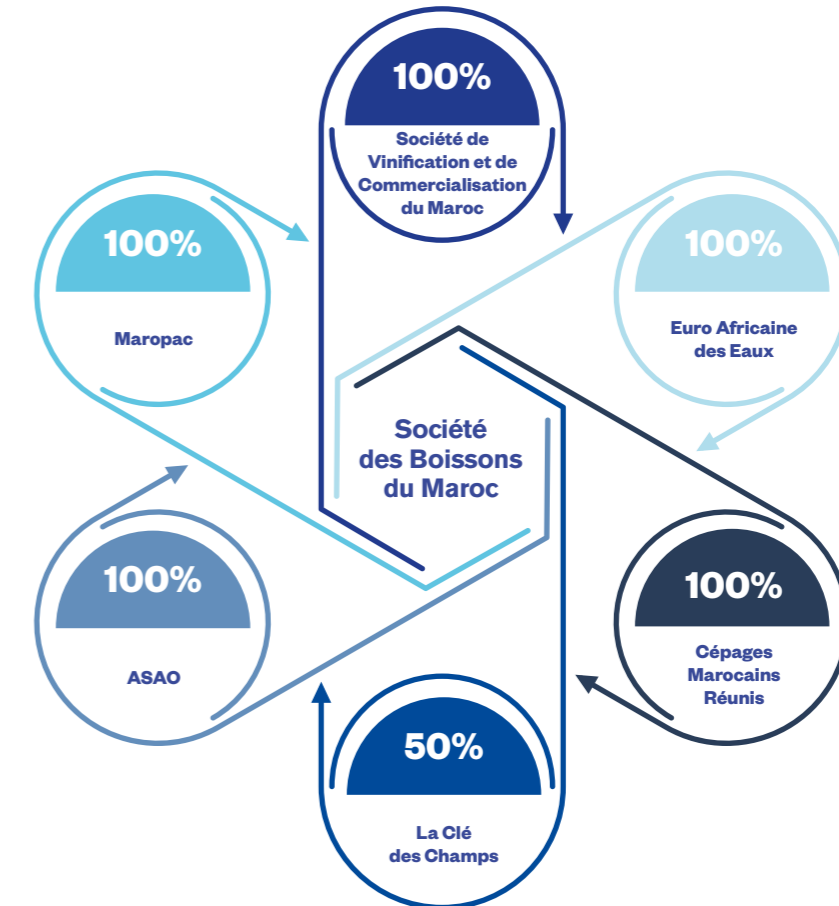 100%
Société de
Vinification et de
Commercialisation
du Maroc
100%
Maropac
100%
Euro Africaine
des Eaux
Société
des Boissons
du Maroc
100%
ASAO
100%
Cépages
Marocains
Réunis
50%
La Clé
des Champs